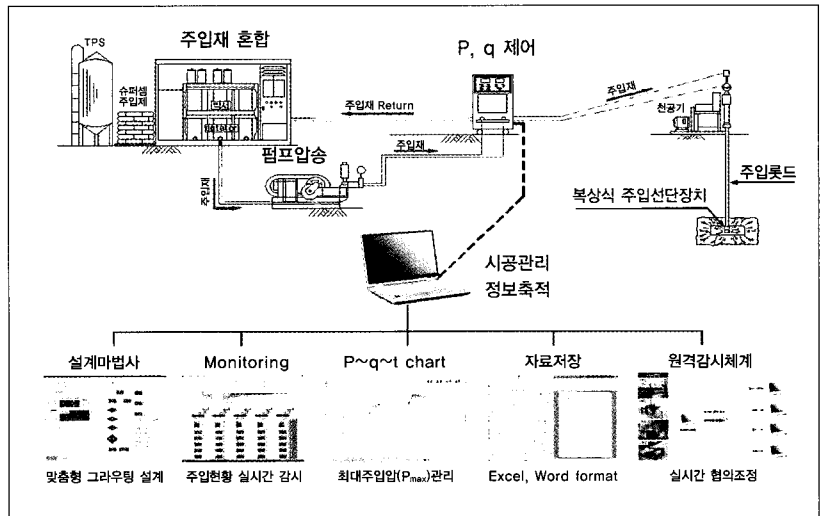 TPS
주입재 혼합
P, q 제어
슈퍼셈
주입제
믹서
Agitator
주입재 Return
주입재
천공기
펌프압송
주입재
주입재
주입롯드
복상식 주입선단장치
시공관리
정보축적
설계마법사
Monitoring
P~q~t chart
자료저장
원격감시체계
맞춤형 그라우팅 설계
주입현황 실시간 감시
최대주입압(Pmax)관리
Excel, Word format
실시간 협의조정